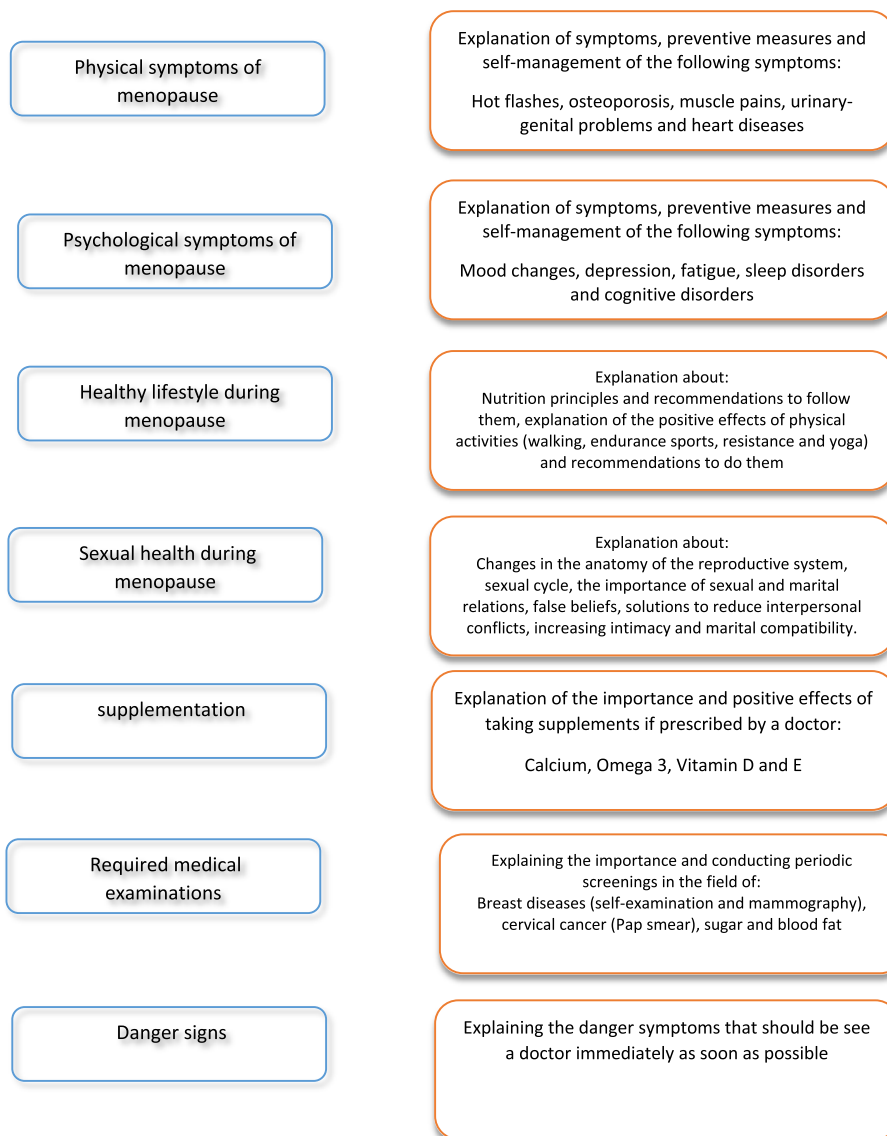 Physical symptoms of
menopause
Explanation of symptoms, preventive measures and
self-management of the following symptoms:
Hot flashes, osteoporosis, muscle pains, urinary-
genital problems and heart diseases
Psychological symptoms of
menopause
Explanation of symptoms, preventive measures and
self-management of the following symptoms:
Mood changes, depression, fatigue, sleep disorders
and cognitive disorders
Healthy lifestyle during
menopause
Explanation about:
Nutrition principles and recommendations to follow
them, explanation of the positive effects of physical
activities (walking, endurance sports, resistance and yoga)
and recommendations to do them
Sexual health during
menopause
Explanation about:
Changes in the anatomy of the reproductive system,
sexual cycle, the importance of sexual and marital
relations, false beliefs, solutions to reduce interpersonal
conflicts, increasing intimacy and marital compatibility.
supplementation
Explanation of the importance and positive effects of
taking supplements if prescribed by a doctor:
Calcium, Omega 3, Vitamin D and E
Required medical
examinations
Explaining the importance and conducting periodic
screenings in the field of:
Breast diseases (self-examination and mammography),
cervical cancer (Pap smear), sugar and blood fat
Danger signs
Explaining the danger symptoms that should be see
a doctor immediately as soon as possible